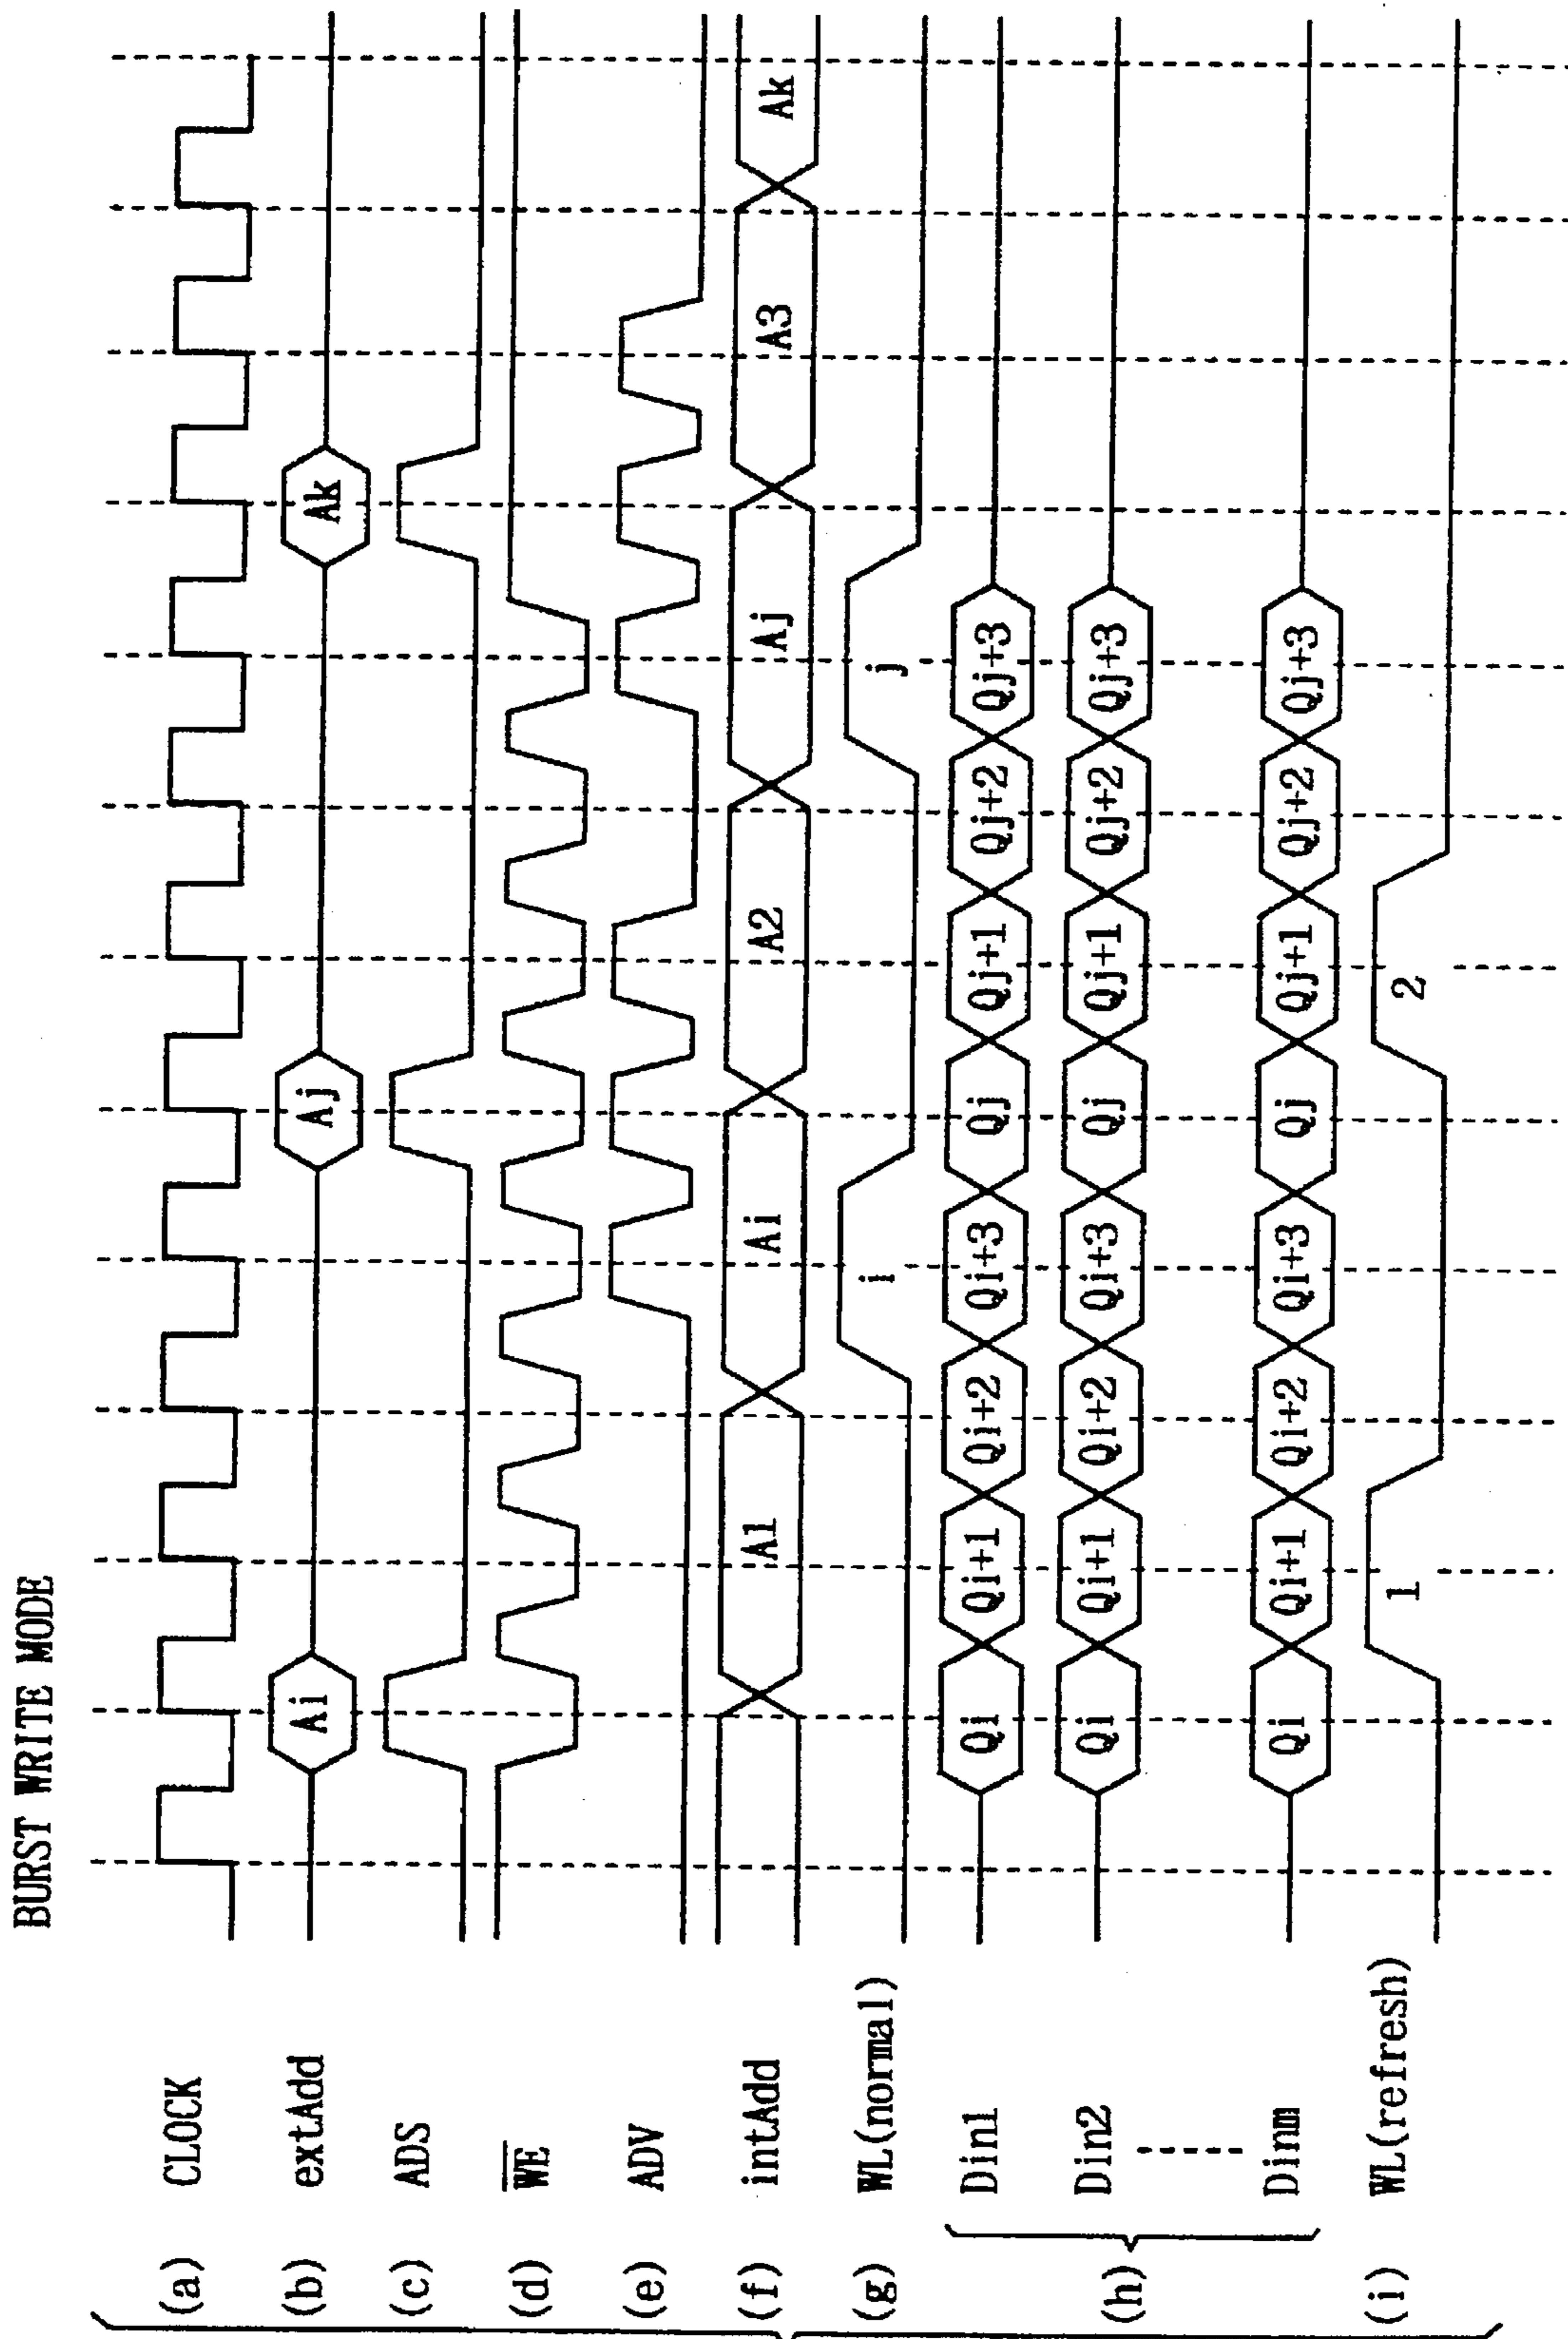 BURST WRITE MODE
(a) CLOCK
(b) extAdd Ai Aj Ak
(c) ADS
(d) WE
(e) ADV
(f) intAdd A1 Ai A2 Aj A3 Ak
(g) WL(normal) i j
(h)
Din1 Qi Qi+1 Qi+2 Qi+3 Qj Qj+1 Qj+2 Qj+3
Din2 Qi Qi+1 Qi+2 Qi+3 Qj Qj+1 Qj+2 Qj+3
Dinm Qi Qi+1 Qi+2 Qi+3 Qj Qj+1 Qj+2 Qj+3
(i) WL(refresh) 1 2